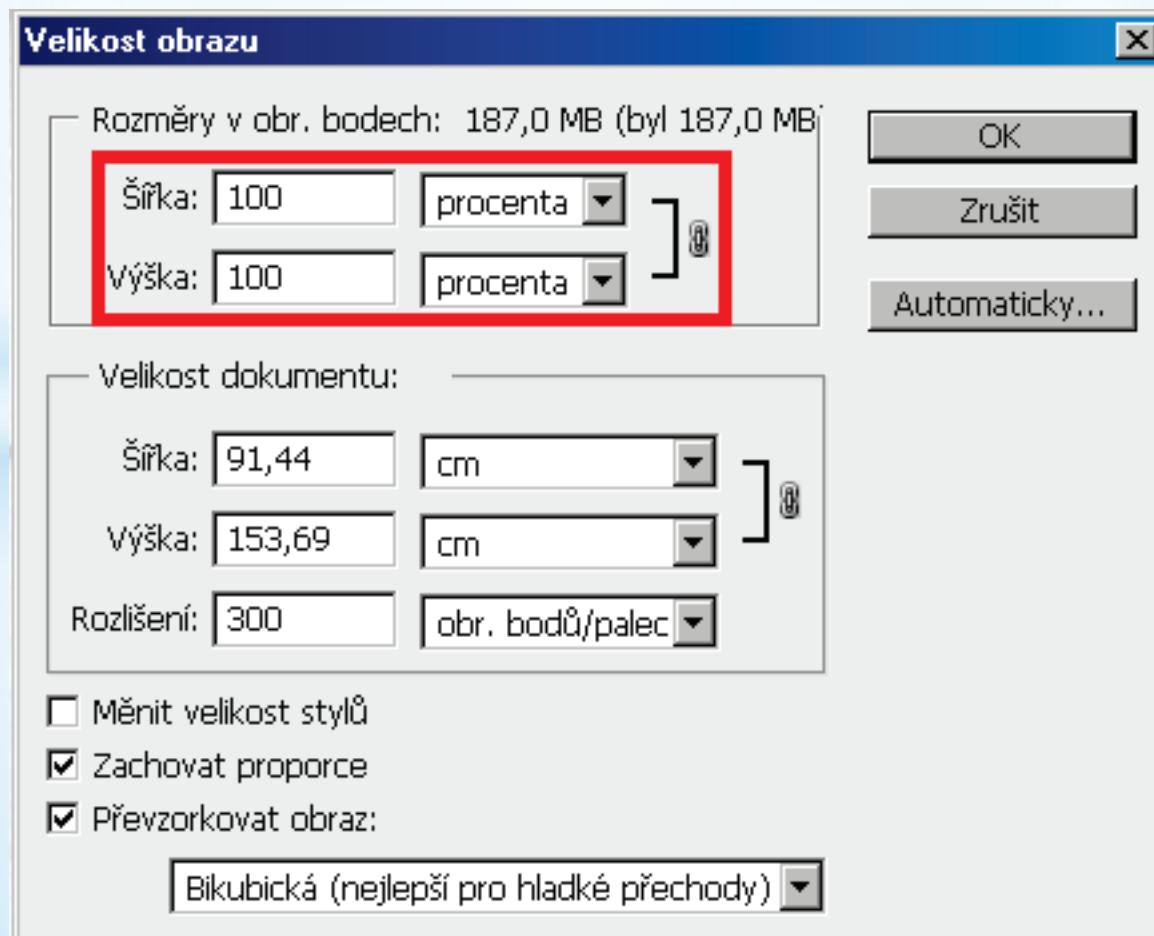 Velikost obrazu
Rozměry v obr. bodech: 187,0 MB (byl 187,0 MB)
OK
Šířka: 100 procenta
Zrušit
Výška: 100 procenta
Automaticky...
Velikost dokumentu:
Šířka: 91,44 cm
Výška: 153,69 cm
Rozlišení: 300 obr. bodů/palec
Měnit velikost stylů
Zachovat proporce
Převzorkovat obraz:
Bikubická (nejlepší pro hladké přechody)